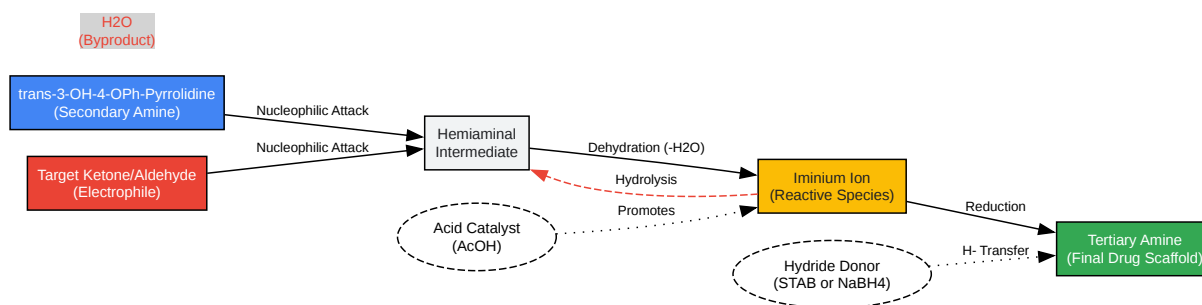 H2O
(Byproduct)
trans-3-OH-4-OPh-Pyrrolidine
(Secondary Amine)
Nucleophilic Attack
Target Ketone/Aldehyde
(Electrophile)
Nucleophilic Attack
Hemiaminal
Intermediate
Dehydration (-H2O)
Hydrolysis
Promotes
Acid Catalyst
(AcOH)
Iminium Ion
(Reactive Species)
Reduction
Hydride Donor
(STAB or NaBH4)
H- Transfer
Tertiary Amine
(Final Drug Scaffold)